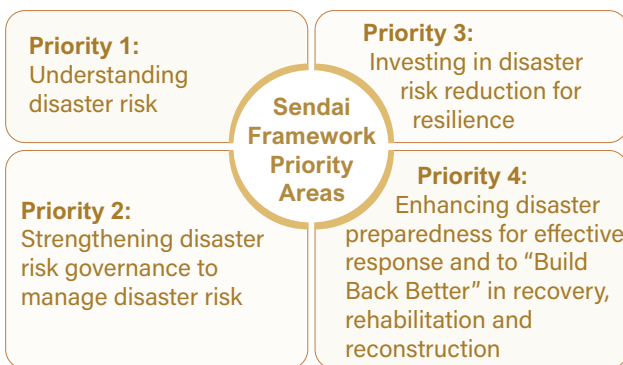 Priority 1:
Understanding
disaster risk
Priority 2:
Strengthening disaster
risk governance to
manage disaster risk
Sendai
Framework
Priority
Areas
Priority 3:
Investing in disaster
risk reduction for
resilience
Priority 4:
Enhancing disaster
preparedness for effective
response and to “Build
Back Better” in recovery,
rehabilitation and
reconstruction